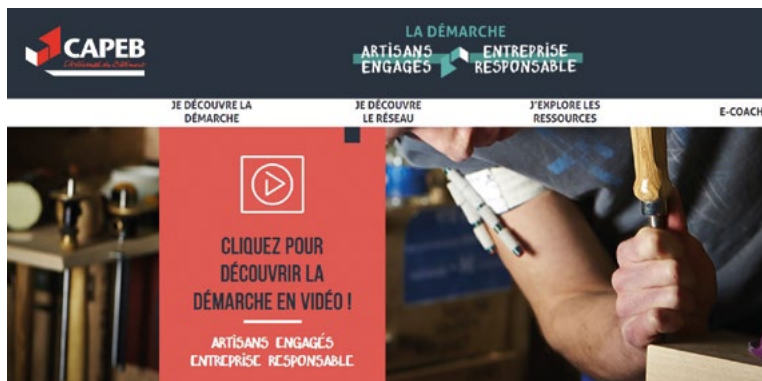 CAPEB
L'Artisanat du Bâtiment
LA DÉMARCHE
ARTISANS ENTREPRISE
ENGAGÉS RESPONSABLE
JE DÉCOUVRE LA
DÉMARCHE
JE DÉCOUVRE
LE RÉSEAU
J'EXPLORE LES
RESSOURCES
E-COACH
CLIQUEZ POUR
DÉCOUVRIR LA
DÉMARCHE EN VIDÉO !
ARTISANS ENGAGÉS
ENTREPRISE RESPONSABLE